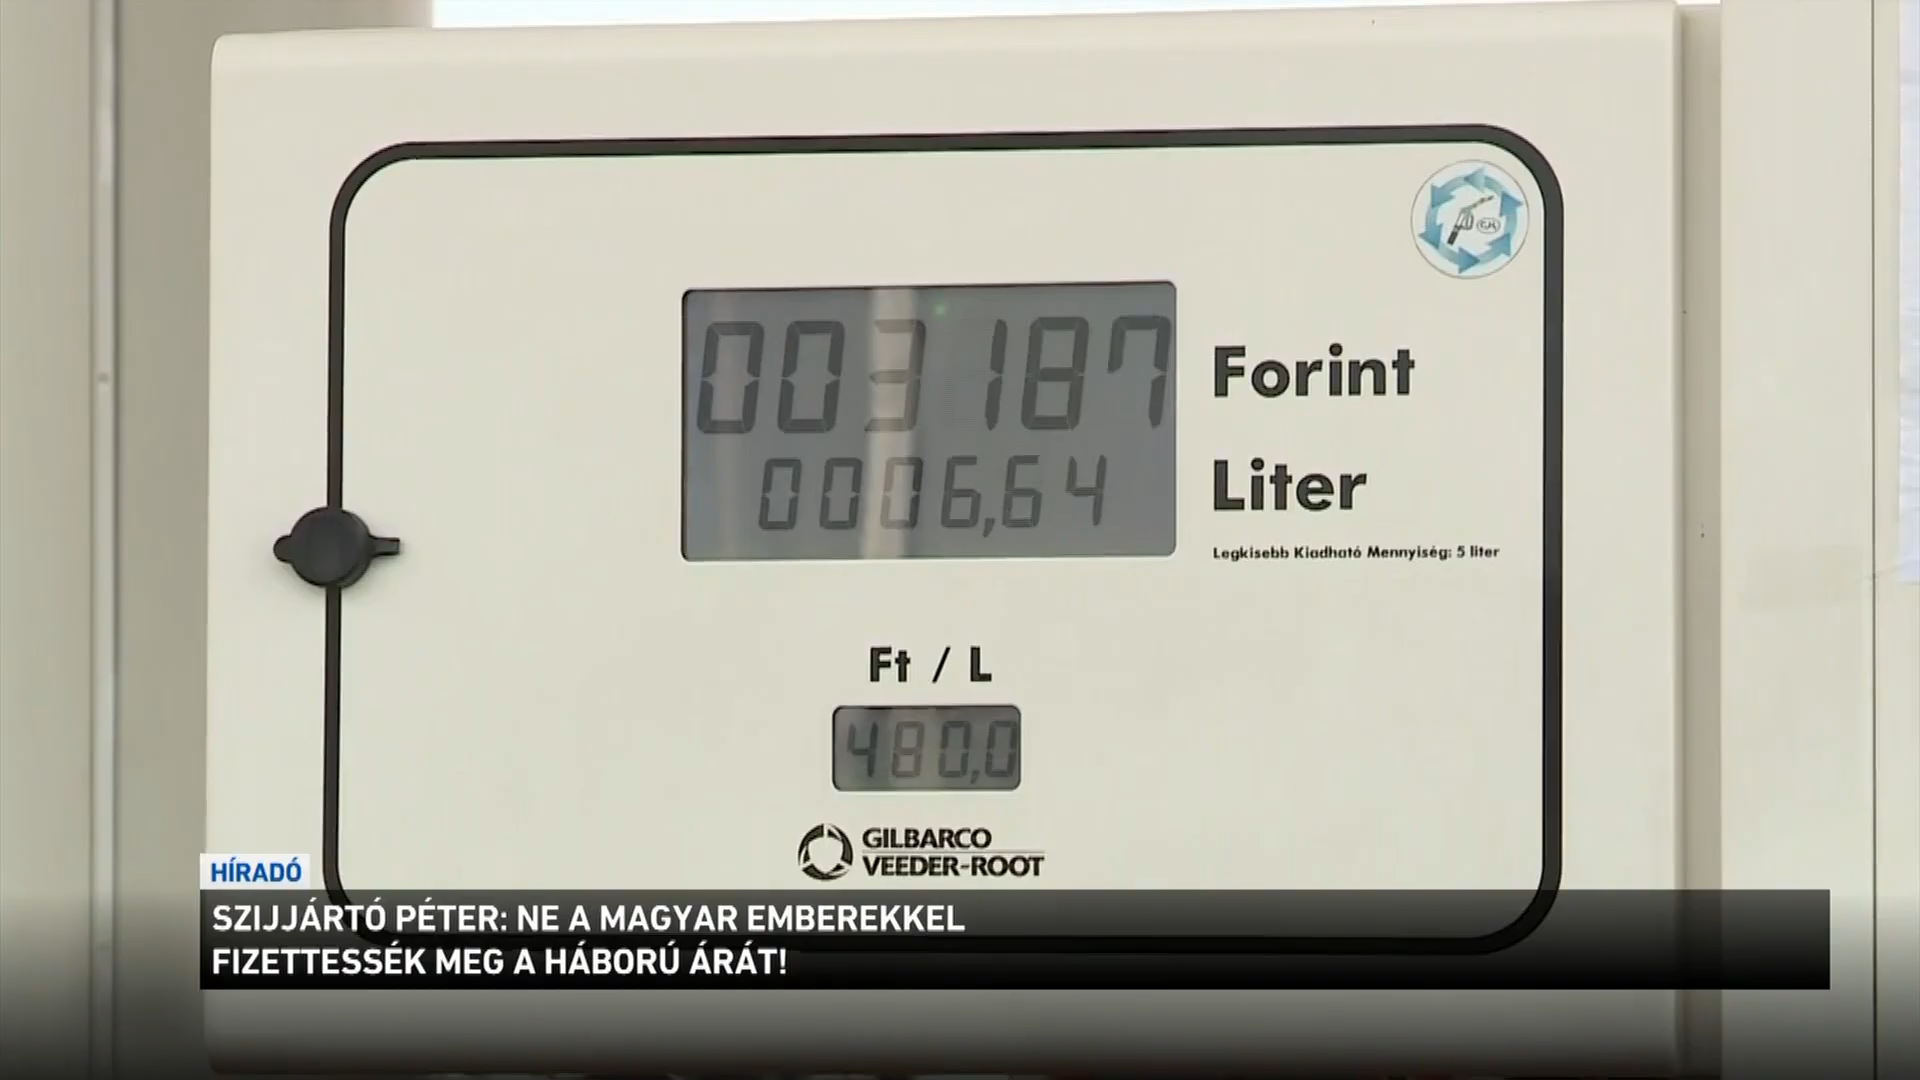 003187 Forint
0006,64 Liter
Legkisebb Kiadható Mennyiség: 5 liter
Ft / L
480,0
GILBARCO
VEEDER-ROOT
HÍRADÓ
SZIJJÁRTÓ PÉTER: NE A MAGYAR EMBEREKKEL
FIZETTESSÉK MEG A HÁBORÚ ÁRÁT!